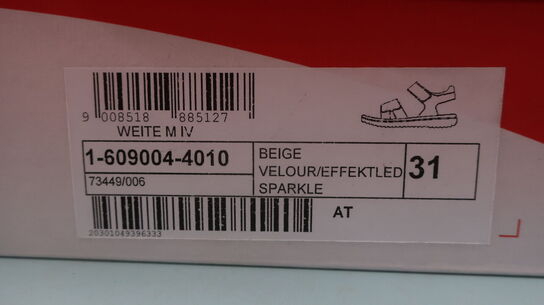 9 008518 885127
WEITE M IV
1-609004-4010
73449/006
BEIGE
VELOUR/EFFEKTLED
SPARKLE
31
AT
20301049396333